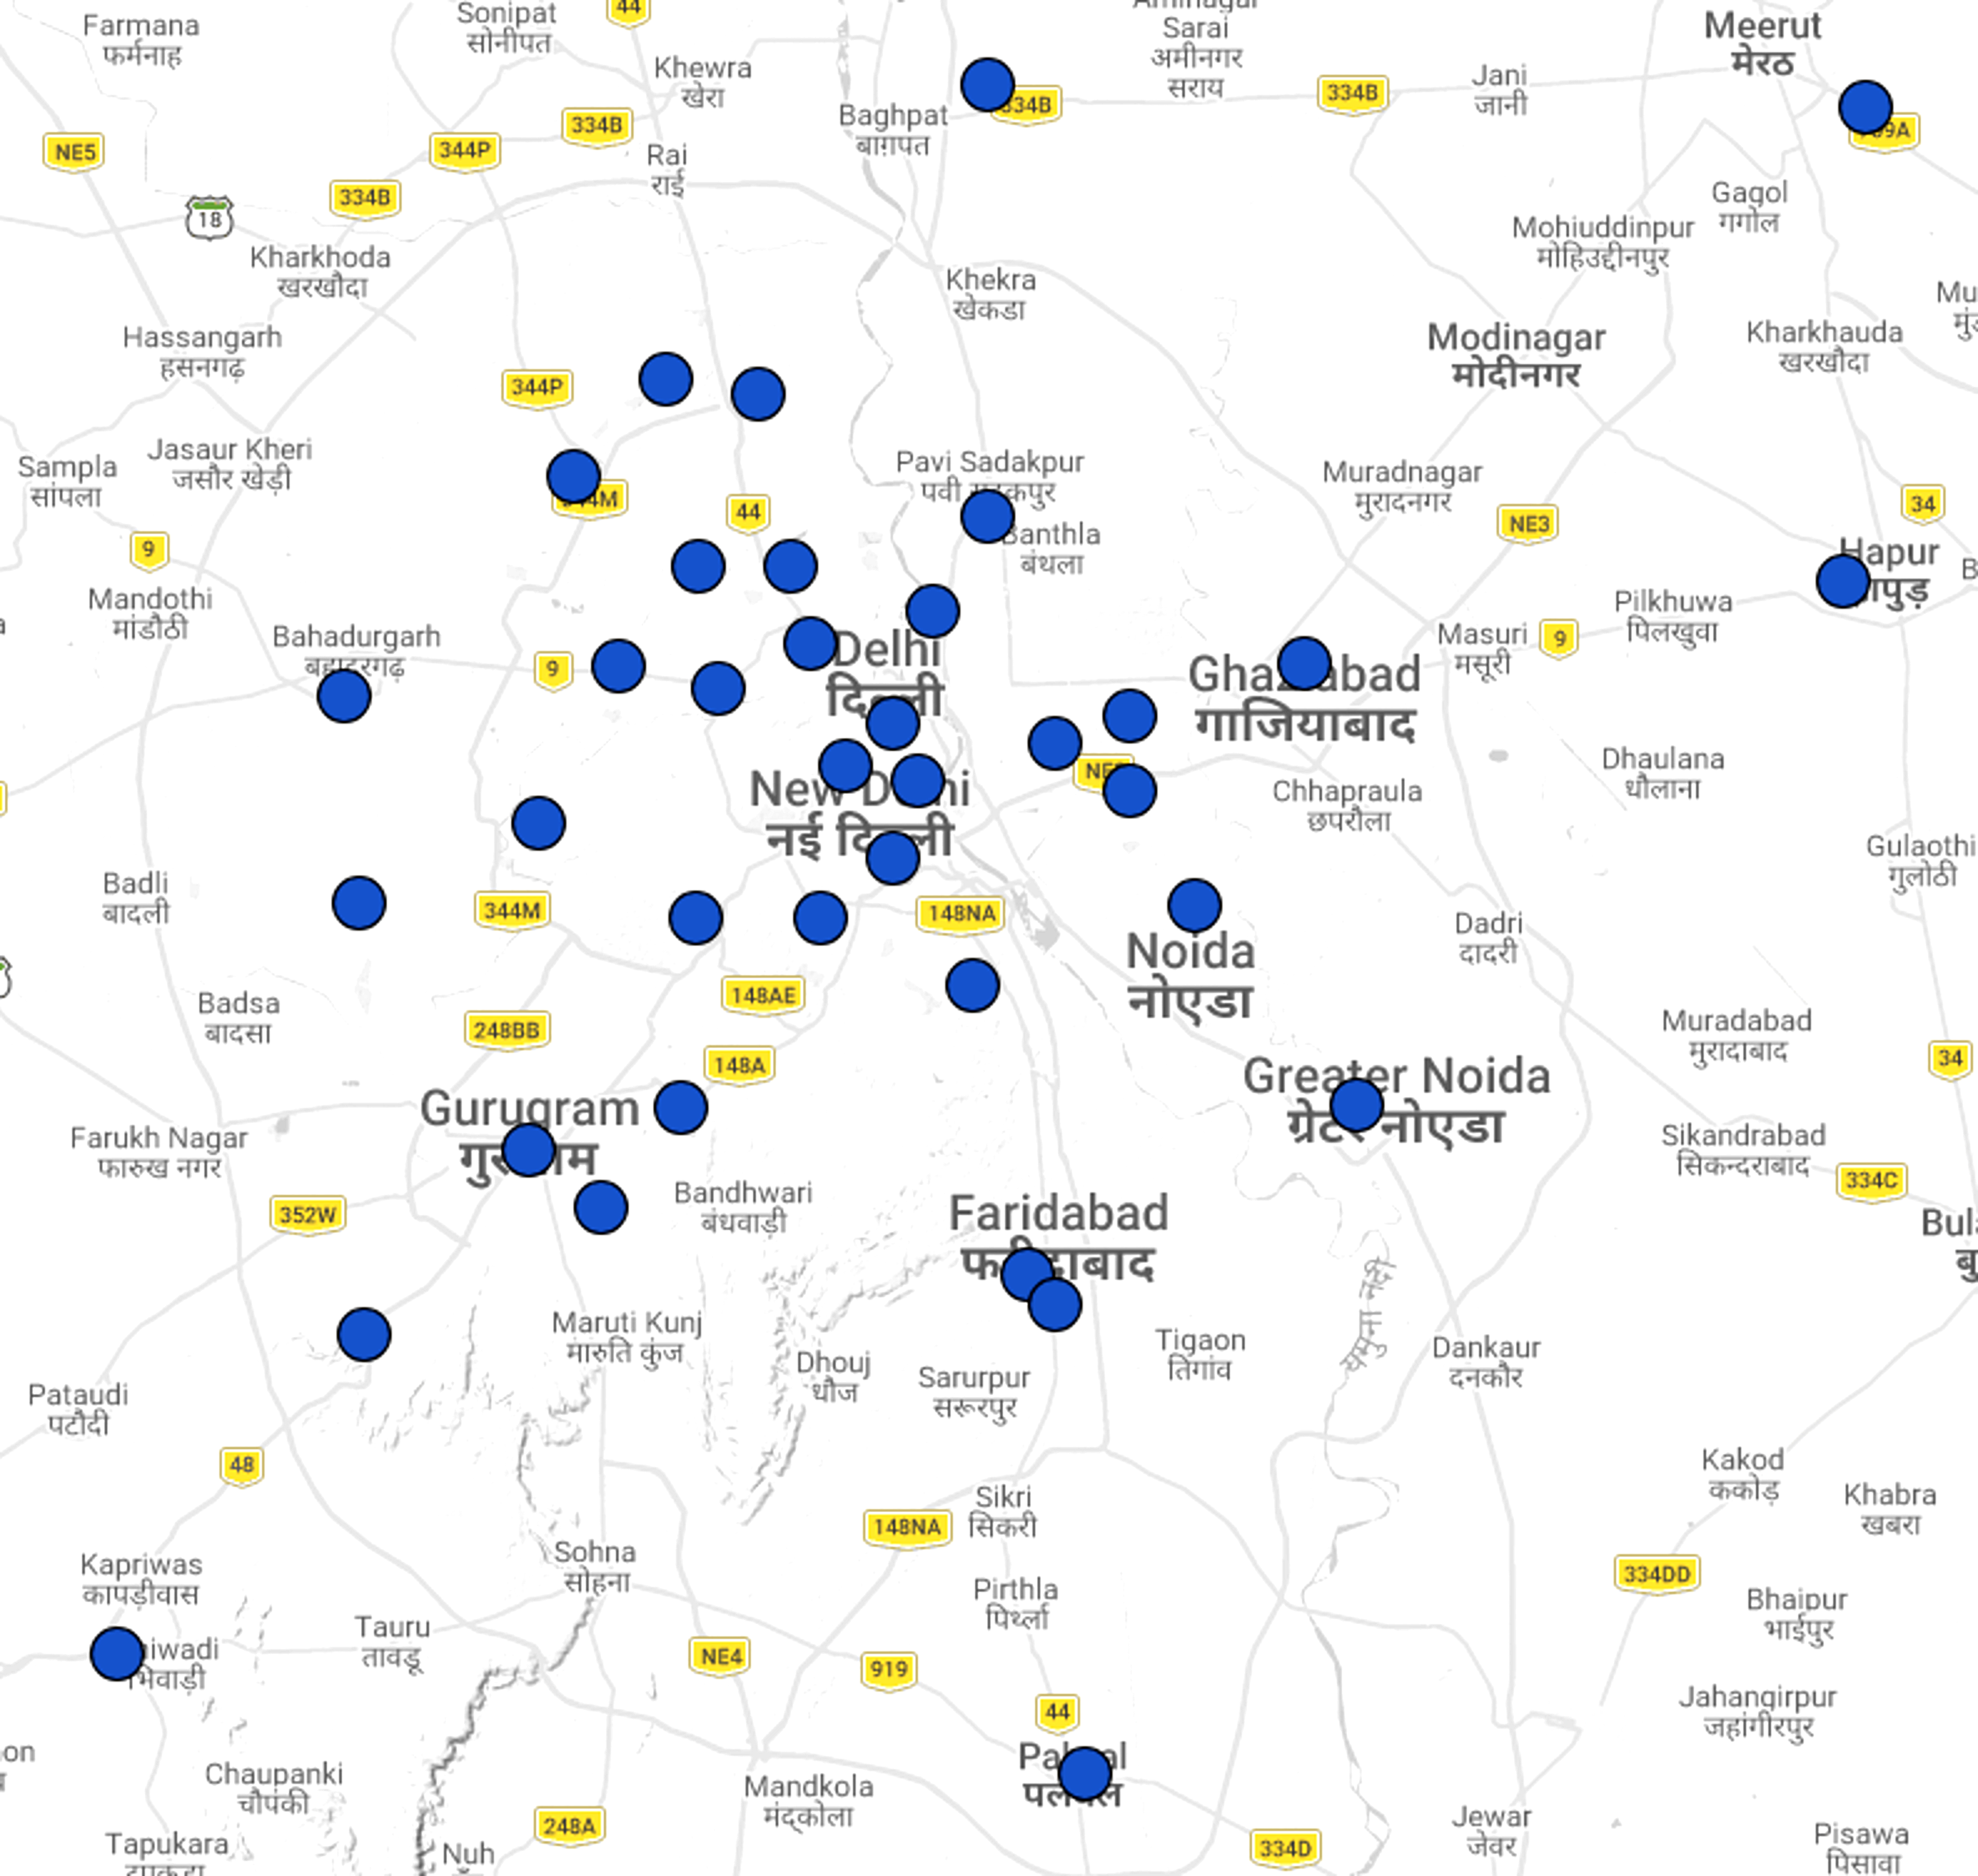 Farmana
फर्मनाह
Sonipat
सोनीपत
44
Sarai
अमीनगर
सराय
Meerut
मेरठ
Khewra
खेरा
334B
Jani
जानी
Baghpat
बाग़पत
334B
NE5
344P
Rai
राई
334B
18
Gagol
गगोल
Mohiuddinpur
मोहिउद्दीनपुर
Kharkhoda
खरखौदा
Khekra
खेकडा
Hassangarh
हसनगढ़
Modinagar
मोदीनगर
Kharkhauda
खरखौदा
344P
Jasaur Kheri
जसौर खेड़ी
Sampla
सांपला
Pavi Sadakpur
पवी
Muradnagar
मुरादनगर
44
NE3
34
9
Banthla
बंथला
Hapur
Mandothi
मांडौठी
Pilkhuwa
पिलखुवा
Bahadurgarh
9
Delhi
Masuri
मसूरी
9
गाजियाबाद
Dhaulana
धौलाना
New
नई
Chhapraula
छपरौला
Gulaothi
गुलोठी
Badli
बादली
344M
148NA
Dadri
दादरी
Noida
नोएडा
Badsa
बादसा
148AE
248BB
Muradabad
मुरादाबाद
148A
34
Gurugram
Greater Noida
ग्रेटर नोएडा
Farukh Nagar
फारुख नगर
Sikandrabad
सिकन्दराबाद
334C
352W
Bandhwari
बंधवाड़ी
Faridabad
यमुना नदी
Maruti Kunj
मारुति कुंज
Dhouj
धौज
Sarurpur
सरूरपुर
Tigaon
तिगांव
Dankaur
दनकौर
Pataudi
पटौदी
48
Kakod
ककोड़
Khabra
खबरा
148NA
Sikri
सिकरी
Kapriwas
कापड़ीवास
Sohna
सोहना
Pirthla
पिर्थ्ला
334DD
Bhaipur
भाईपुर
Tauru
तावडू
NE4
919
44
Jahangirpur
जहांगीरपुर
Chaupanki
चौपंकी
Mandkola
मंद्कोला
248A
334D
Jewar
जेवर
Tapukara
Nuh
Pisawa
पिसावा